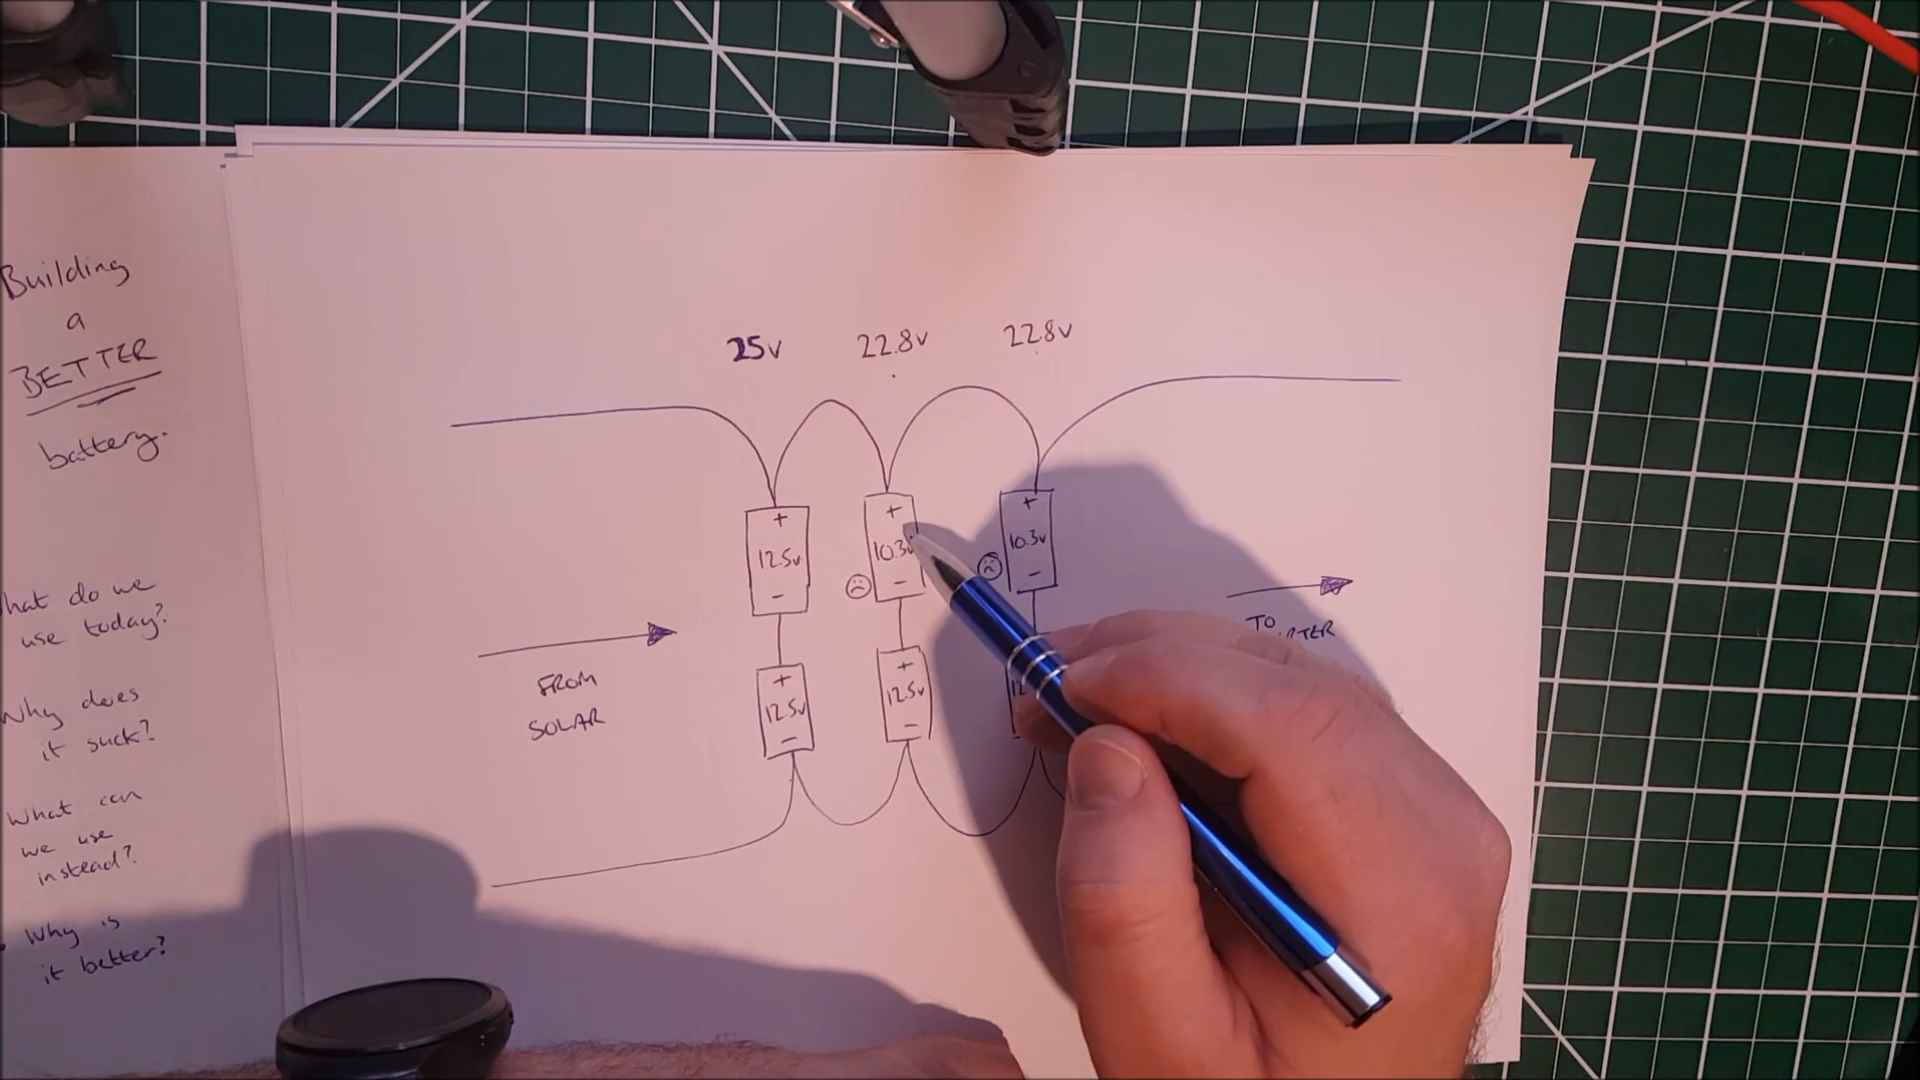 Building
a
BETTER
battery.
hat do we
use today?
Why does
it suck?
What can
we use
instead?
Why is
it better?
25v 22.8v 22.8v
+ + +
12.5v 10.3v 10.3v
- - -
+ +
12.5v 12.5v 12
- -
FROM
SOLAR
TO
RTER